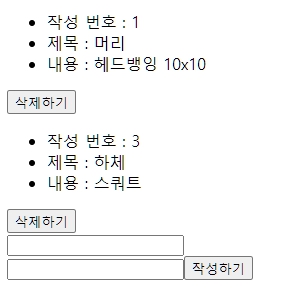 작성 번호 : 1
제목 : 머리
내용 : 헤드뱅잉 10x10
삭제하기
작성 번호 : 3
제목 : 하체
내용 : 스쿼트
삭제하기
작성하기